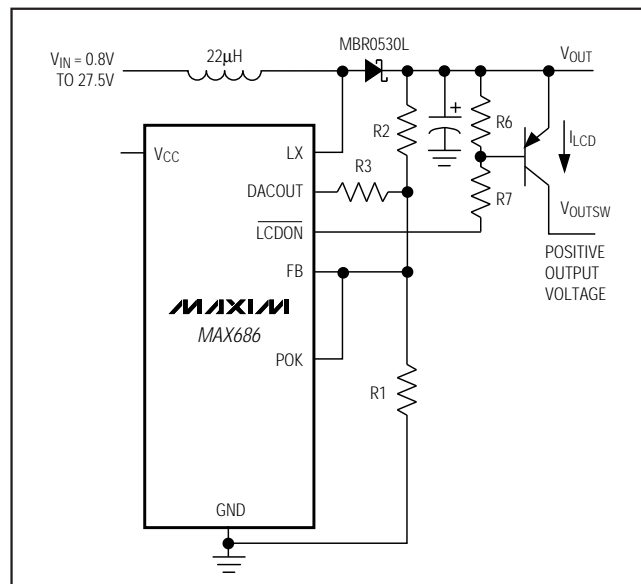 V_IN = 0.8V
TO 27.5V
22µH
MBR0530L
V_OUT
R2
+
R6
I_LCD
V_CC
LX
R3
DACOUT
R7
V_OUTSW
L̅C̅D̅O̅N̅
POSITIVE
OUTPUT
VOLTAGE
FB
MAXIM
MAX686
POK
R1
GND